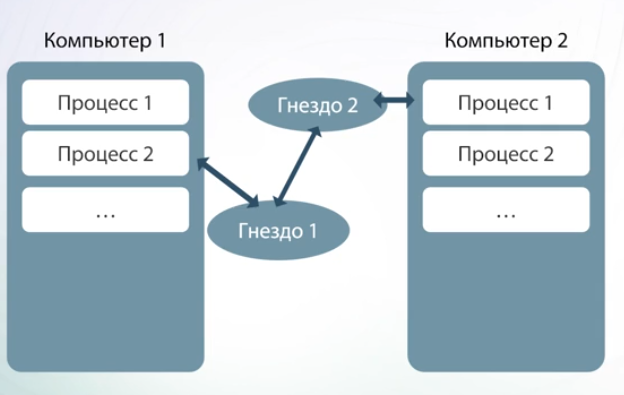 Компьютер 1
Процесс 1
Процесс 2
...
Гнездо 1
Гнездо 2
Компьютер 2
Процесс 1
Процесс 2
...